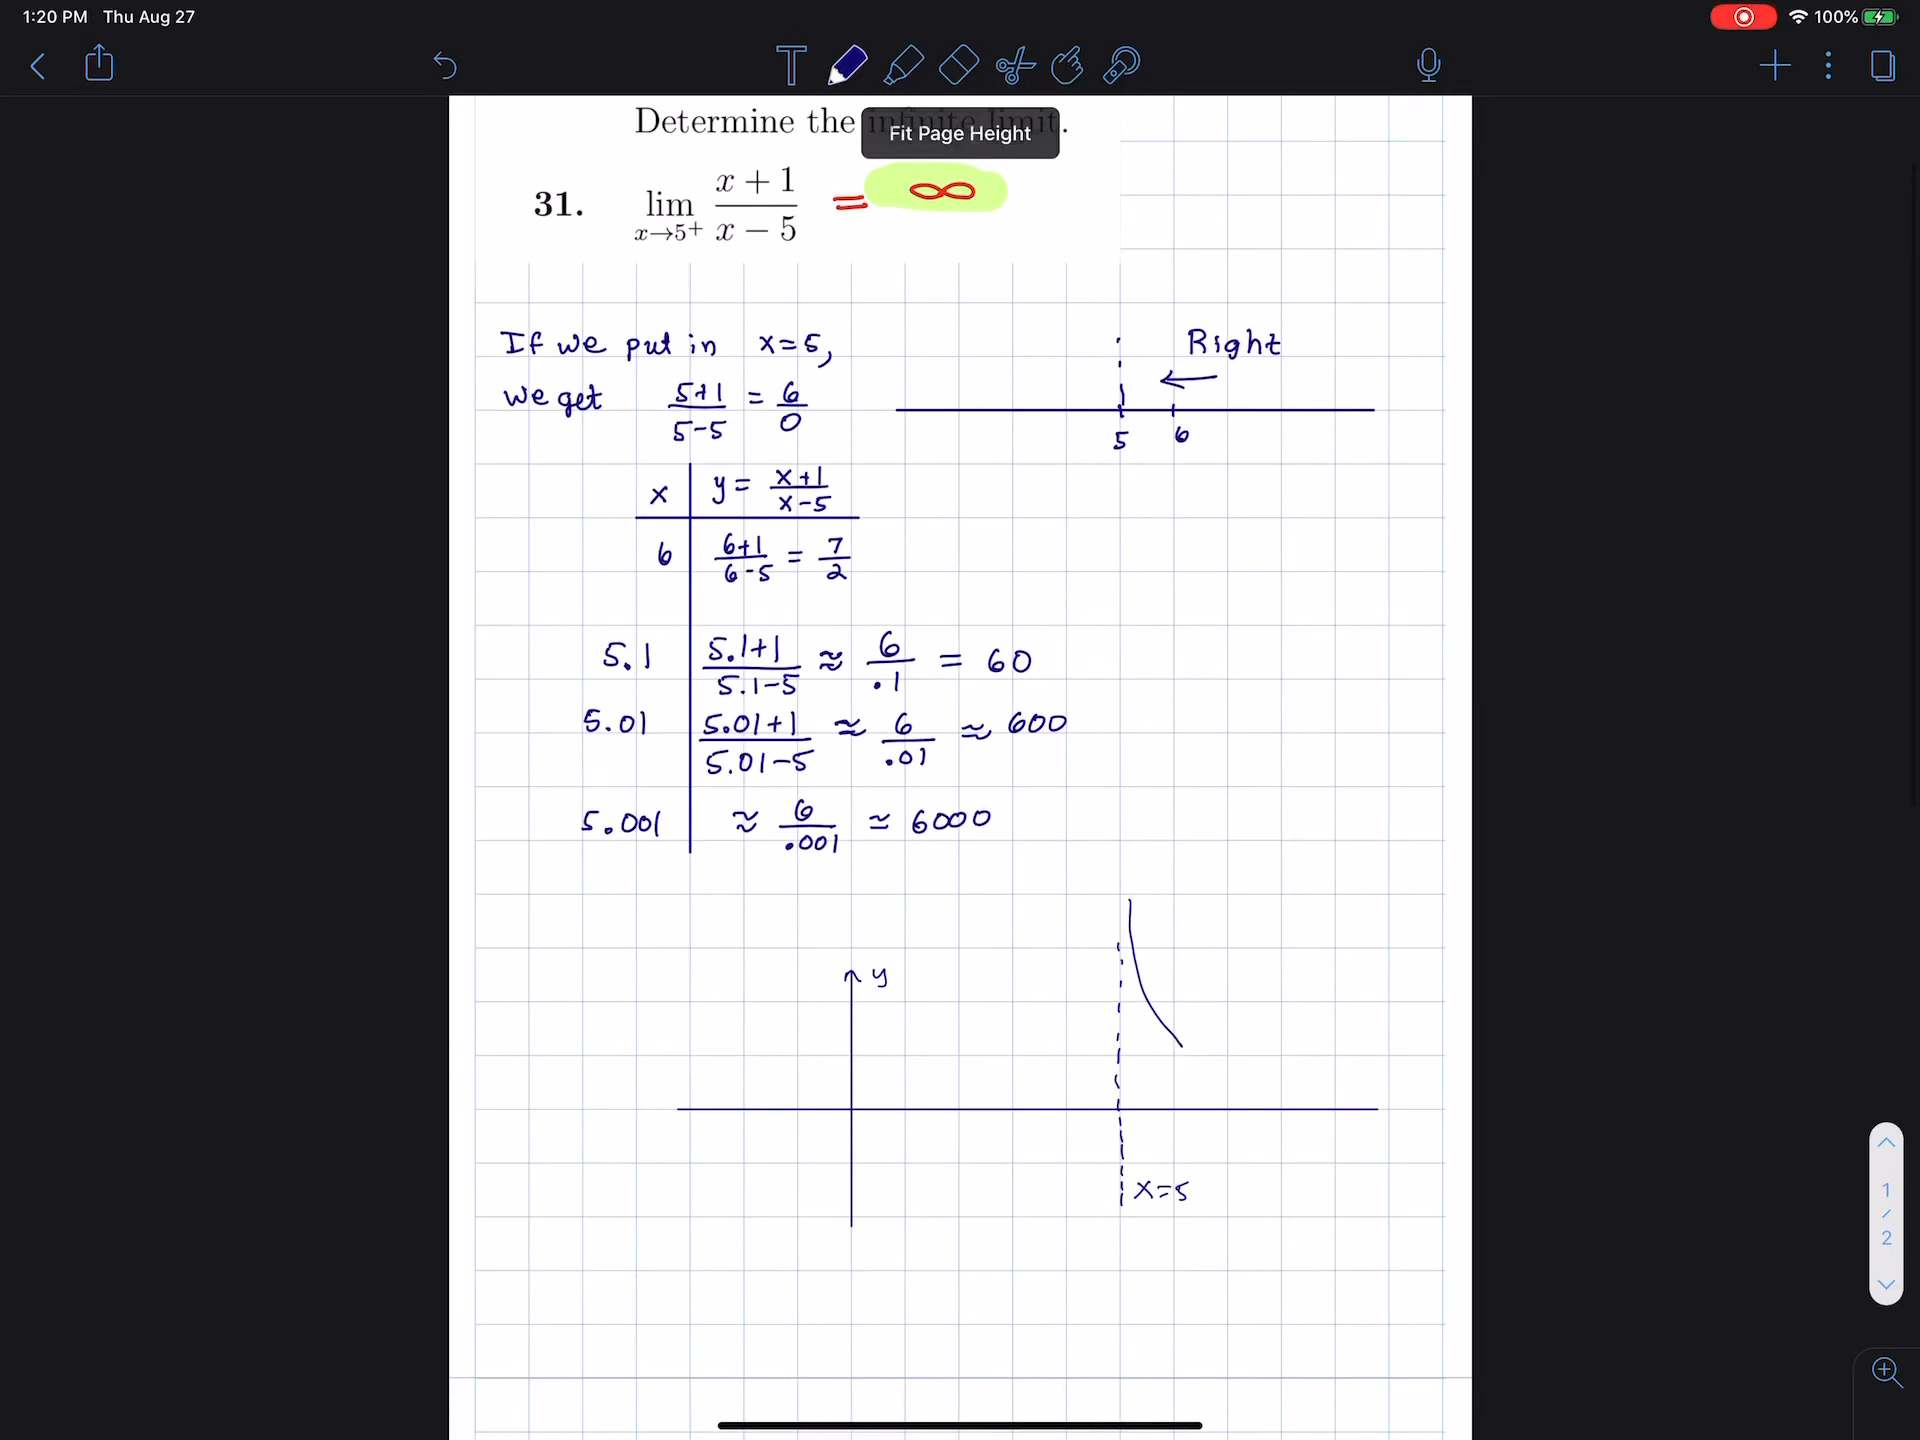 1:20 PM Thu Aug 27
100%
Determine the infinite limit.
Fit Page Height
31. lim x→5⁺ (x + 1)/(x − 5) = ∞
If we put in x=5,
we get (5+1)/(5-5) = 6/0
Right
5 6
x | y = (x+1)/(x-5)
6 | (6+1)/(6-5) = 7/2
5.1 | (5.1+1)/(5.1-5) ≈ 6/.1 = 60
5.01 | (5.01+1)/(5.01-5) ≈ 6/.01 ≈ 600
5.001 | ≈ 6/.001 ≈ 6000
y
x=5
1
/
2